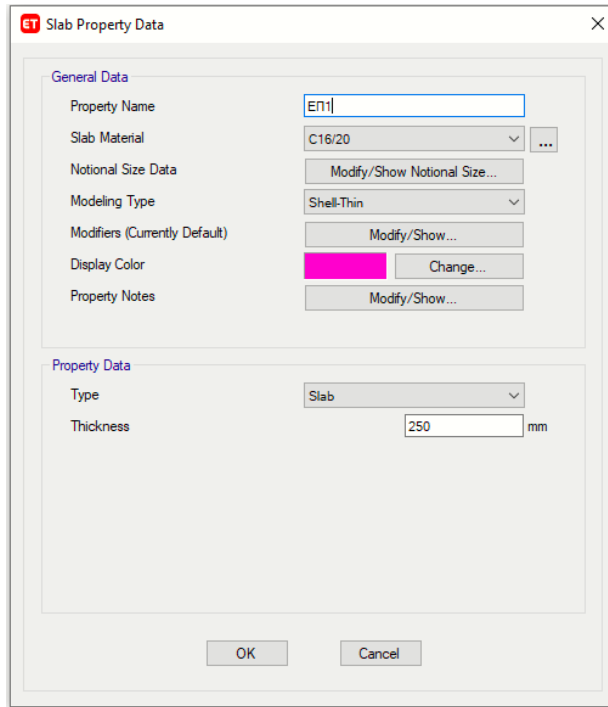 ET Slab Property Data
General Data
Property Name ЕП1
Slab Material C16/20 ...
Notional Size Data Modify/Show Notional Size...
Modeling Type Shell-Thin
Modifiers (Currently Default) Modify/Show...
Display Color Change...
Property Notes Modify/Show...
Property Data
Type Slab
Thickness 250 mm
OK Cancel